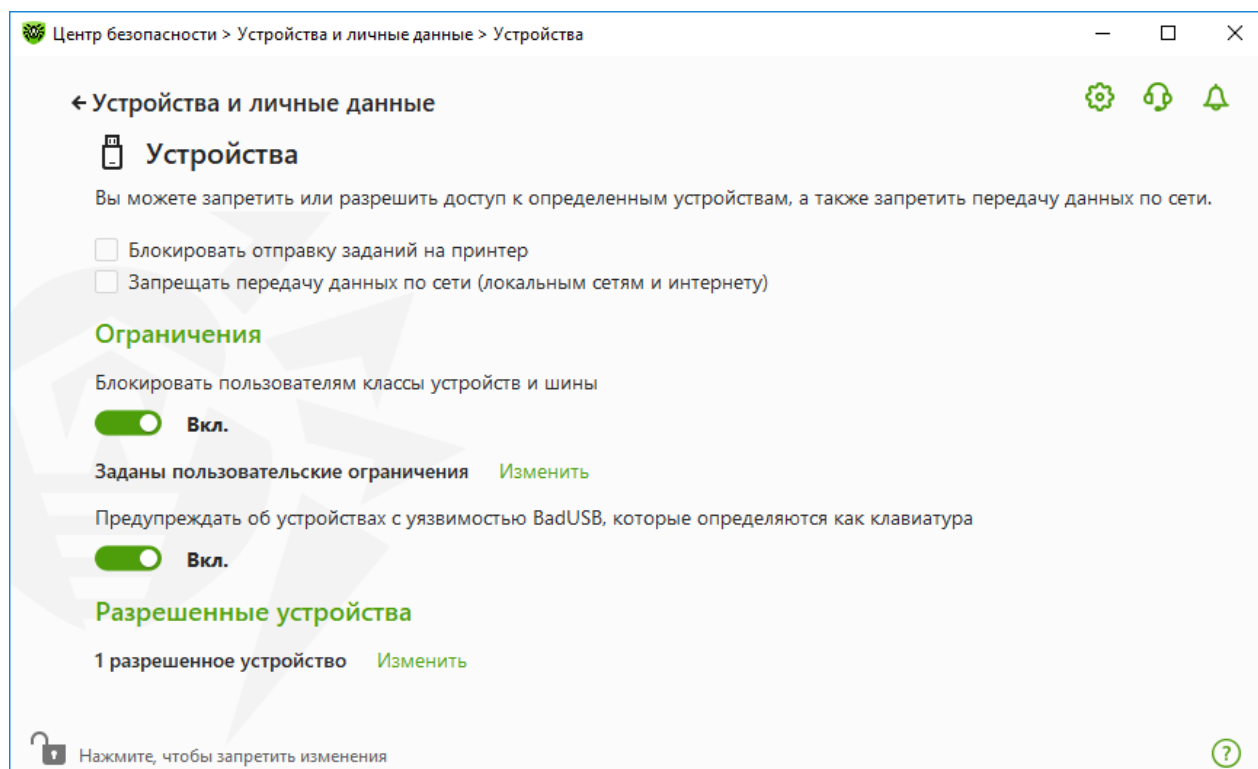 Центр безопасности > Устройства и личные данные > Устройства
Устройства и личные данные
Устройства
Вы можете запретить или разрешить доступ к определенным устройствам, а также запретить передачу данных по сети.
Блокировать отправку заданий на принтер
Запрещать передачу данных по сети (локальным сетям и интернету)
Ограничения
Блокировать пользователям классы устройств и шины
Вкл.
Заданы пользовательские ограничения Изменить
Предупреждать об устройствах с уязвимостью BadUSB, которые определяются как клавиатура
Вкл.
Разрешенные устройства
1 разрешенное устройство Изменить
Нажмите, чтобы запретить изменения
?